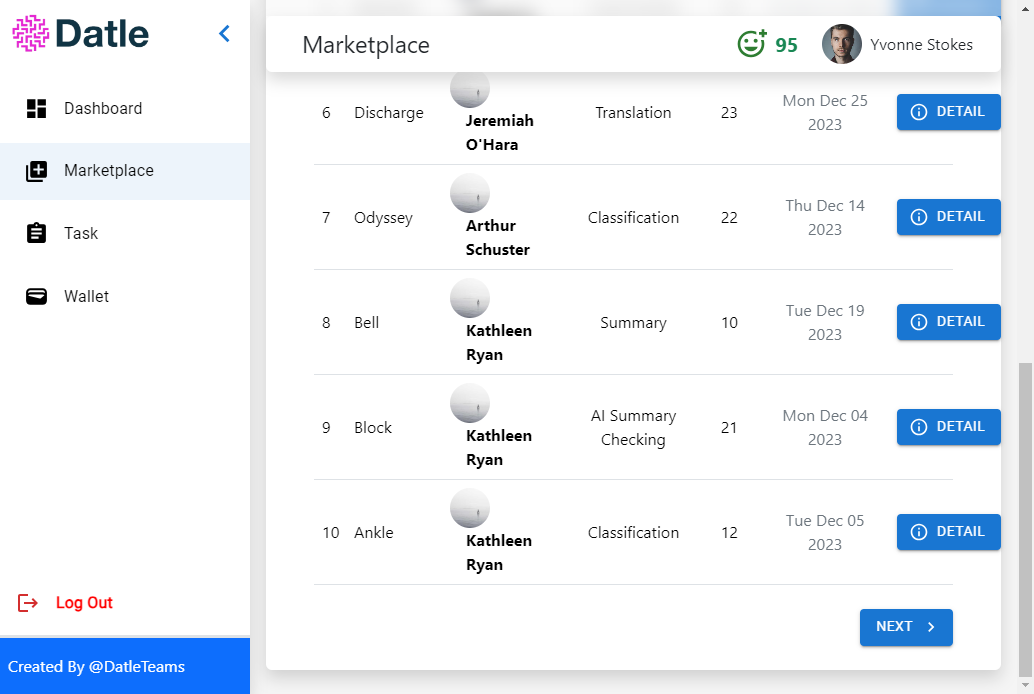 Datle
Dashboard
Marketplace
Task
Wallet
Log Out
Created By @DatleTeams
Marketplace
95
Yvonne Stokes
6
Discharge
Jeremiah
O'Hara
Translation
23
Mon Dec 25
2023
DETAIL
7
Odyssey
Arthur
Schuster
Classification
22
Thu Dec 14
2023
DETAIL
8
Bell
Kathleen
Ryan
Summary
10
Tue Dec 19
2023
DETAIL
9
Block
Kathleen
Ryan
AI Summary
Checking
21
Mon Dec 04
2023
DETAIL
10
Ankle
Kathleen
Ryan
Classification
12
Tue Dec 05
2023
DETAIL
NEXT